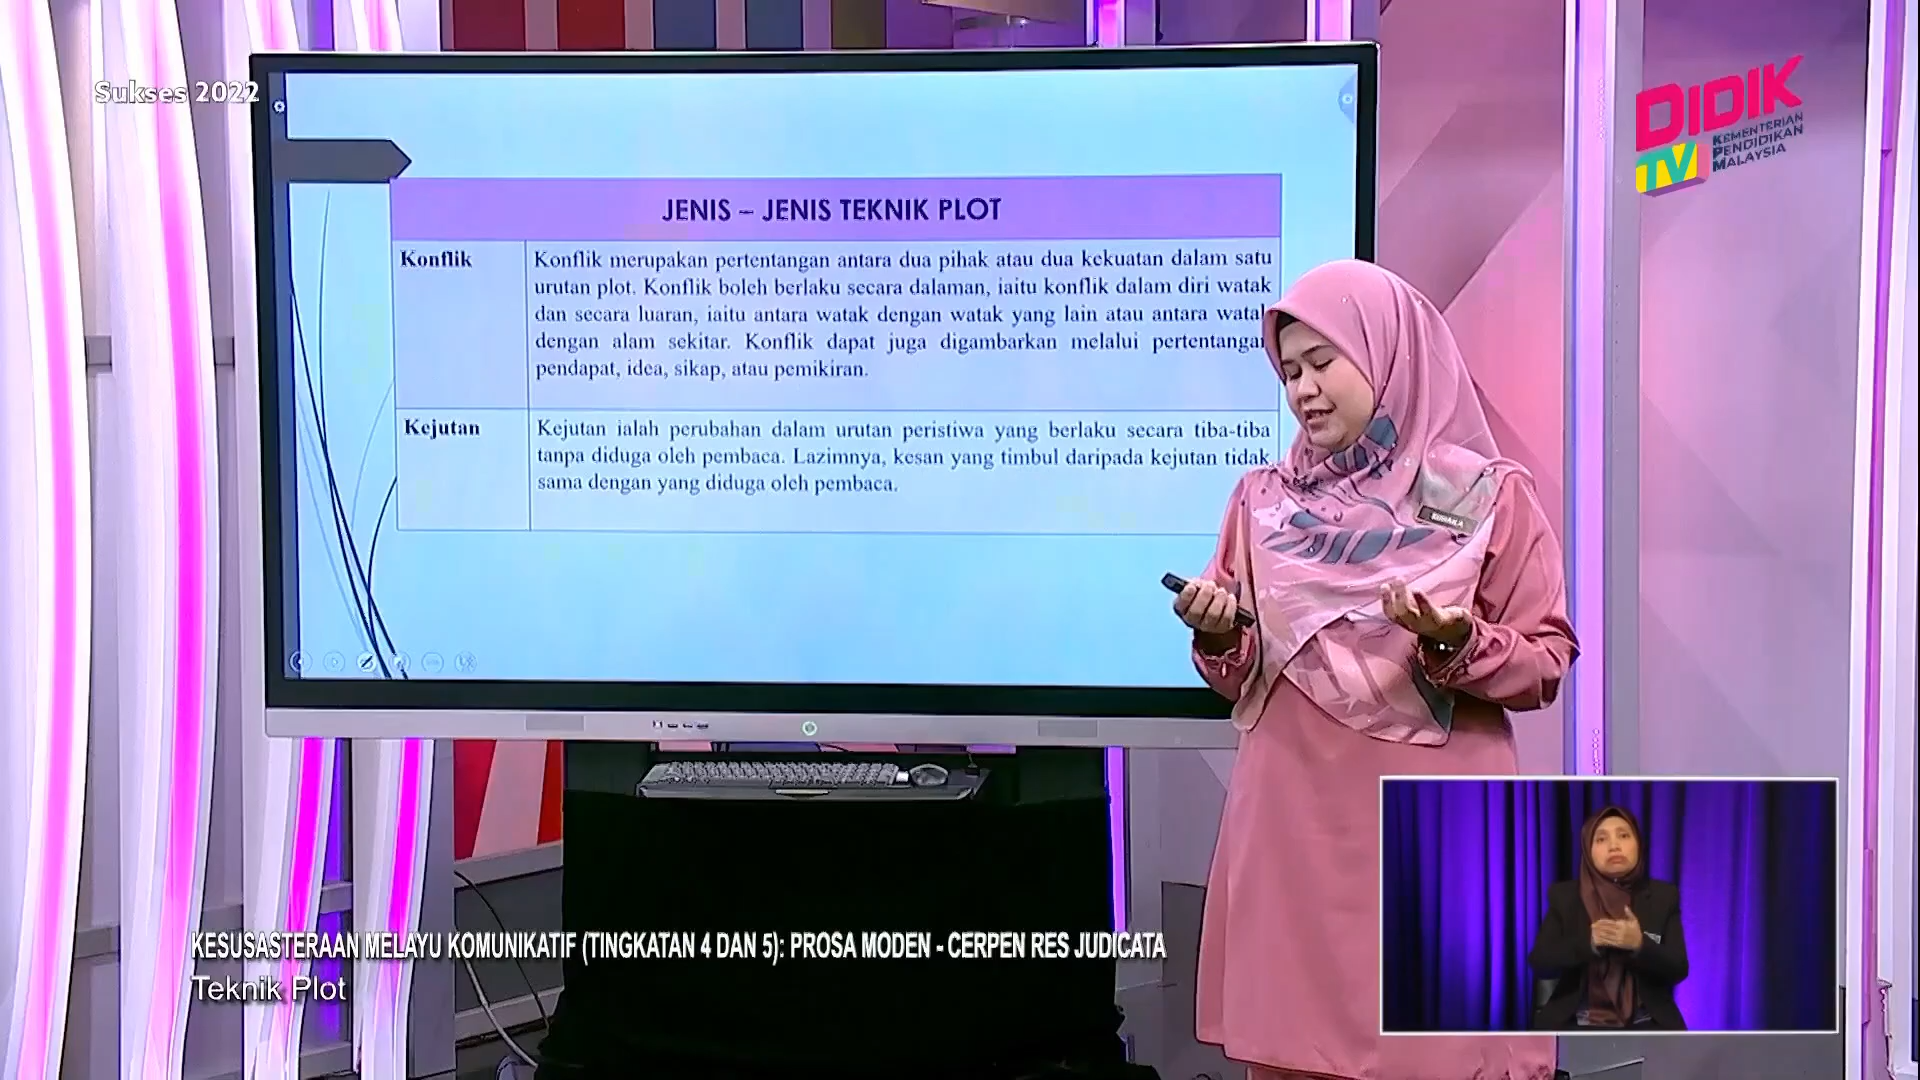 Sukses 2022
DIDIK
TV
KEMENTERIAN
PENDIDIKAN
MALAYSIA
JENIS – JENIS TEKNIK PLOT
Konflik
Konflik merupakan pertentangan antara dua pihak atau dua kekuatan dalam satu
urutan plot. Konflik boleh berlaku secara dalaman, iaitu konflik dalam diri watak
dan secara luaran, iaitu antara watak dengan watak yang lain atau antara watak
dengan alam sekitar. Konflik dapat juga digambarkan melalui pertentangan
pendapat, idea, sikap, atau pemikiran.
Kejutan
Kejutan ialah perubahan dalam urutan peristiwa yang berlaku secara tiba-tiba
tanpa diduga oleh pembaca. Lazimnya, kesan yang timbul daripada kejutan tidak
sama dengan yang diduga oleh pembaca.
KESUSASTERAAN MELAYU KOMUNIKATIF (TINGKATAN 4 DAN 5): PROSA MODEN - CERPEN RES JUDICATA
Teknik Plot